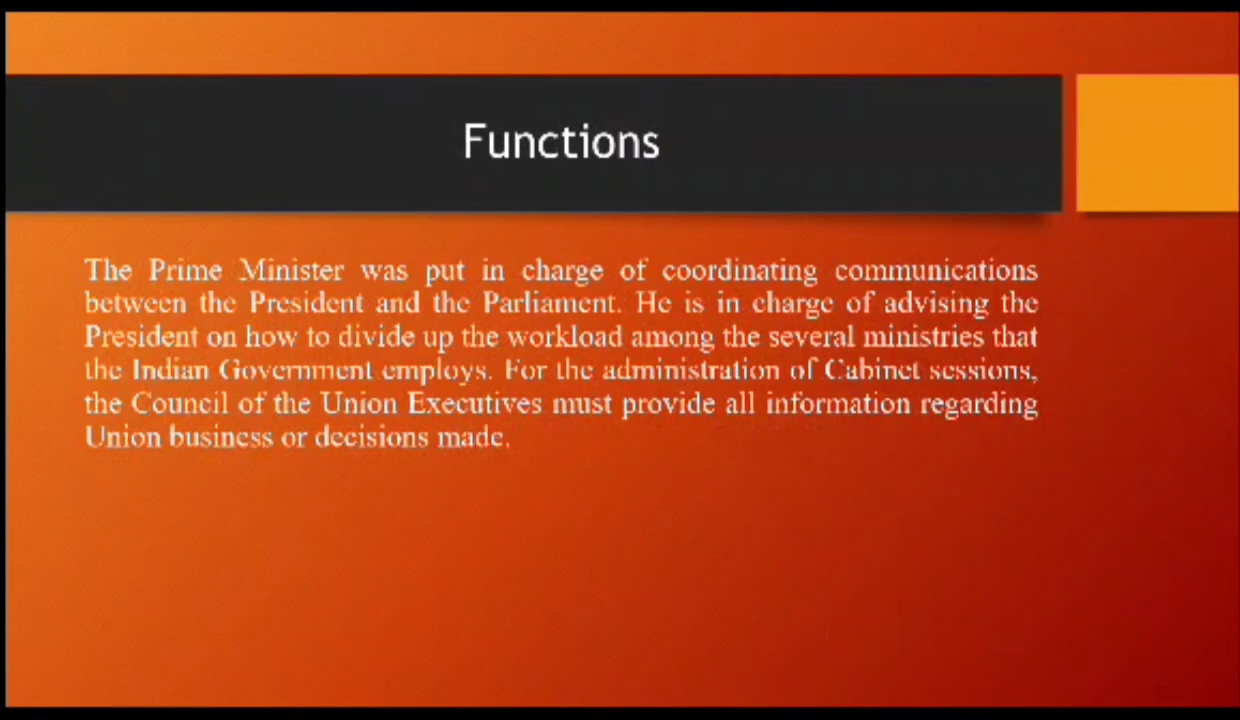 Functions
The Prime Minister was put in charge of coordinating communications
between the President and the Parliament. He is in charge of advising the
President on how to divide up the workload among the several ministries that
the Indian Government employs. For the administration of Cabinet sessions,
the Council of the Union Executives must provide all information regarding
Union business or decisions made.